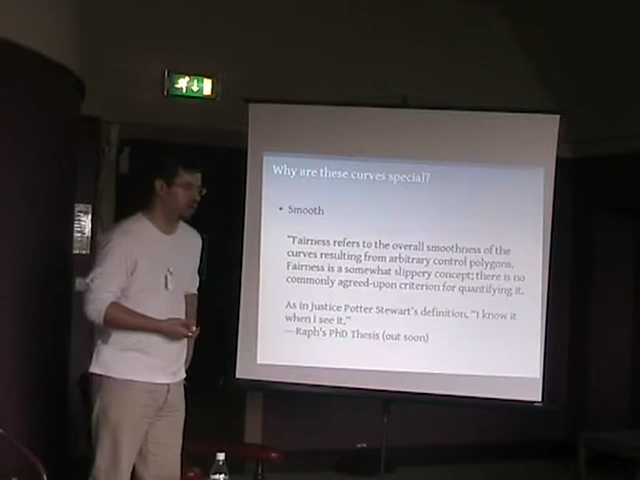 Why are these curves special?
• Smooth
"Fairness refers to the overall smoothness of the
curves resulting from arbitrary control polygons.
Fairness is a somewhat slippery concept; there is no
commonly agreed-upon criterion for quantifying it.
As in Justice Potter Stewart's definition, "I know it
when I see it."
—Raph's PhD Thesis (out soon)